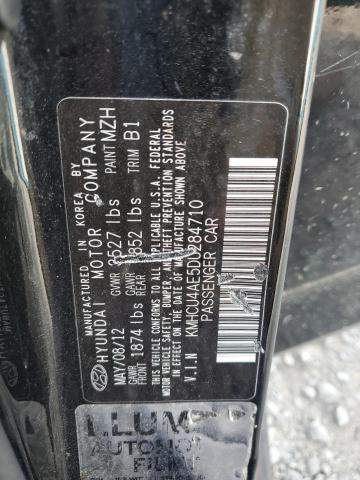 MANUFACTURED IN KOREA BY
HYUNDAI MOTOR COMPANY
MAY/08/12 GVWR 3527 lbs PAINT MZH
GAWR FRONT 1874 lbs GAWR REAR 1852 lbs TRIM B1
THIS VEHICLE CONFORMS TO ALL APPLICABLE U.S.A. FEDERAL
MOTOR VEHICLE SAFETY, BUMPER, AND THEFT PREVENTION STANDARDS
IN EFFECT ON THE DATE OF MANUFACTURE SHOWN ABOVE.
V.I.N KMHCU4AE5DU284710
PASSENGER CAR
LLUM